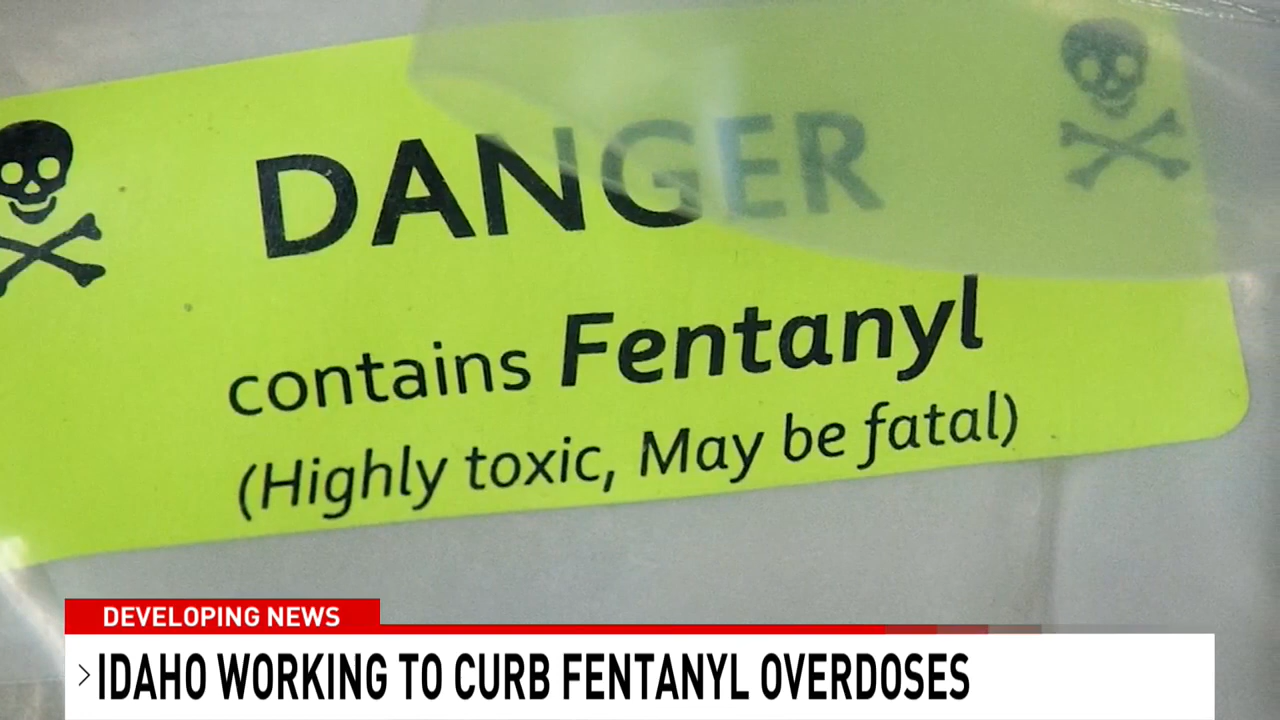 DANGER
contains Fentanyl
(Highly toxic, May be fatal)
DEVELOPING NEWS
IDAHO WORKING TO CURB FENTANYL OVERDOSES